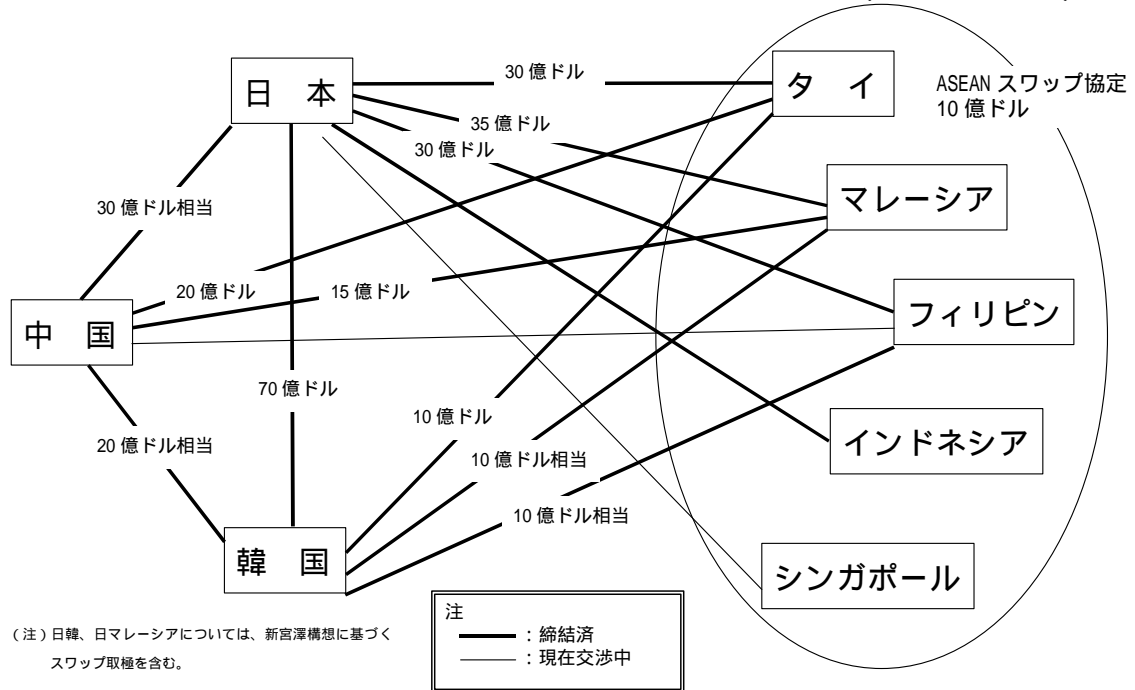 日　本
30 億ドル
タ　イ
ASEAN スワップ協定
10 億ドル
35 億ドル
30 億ドル
マレーシア
30 億ドル相当
20 億ドル
15 億ドル
フィリピン
中　国
70 億ドル
10 億ドル
インドネシア
20 億ドル相当
10 億ドル相当
10 億ドル相当
韓　国
シンガポール
注
：締結済
：現在交渉中
（注）日韓、日マレーシアについては、新宮澤構想に基づく
スワップ取極を含む。